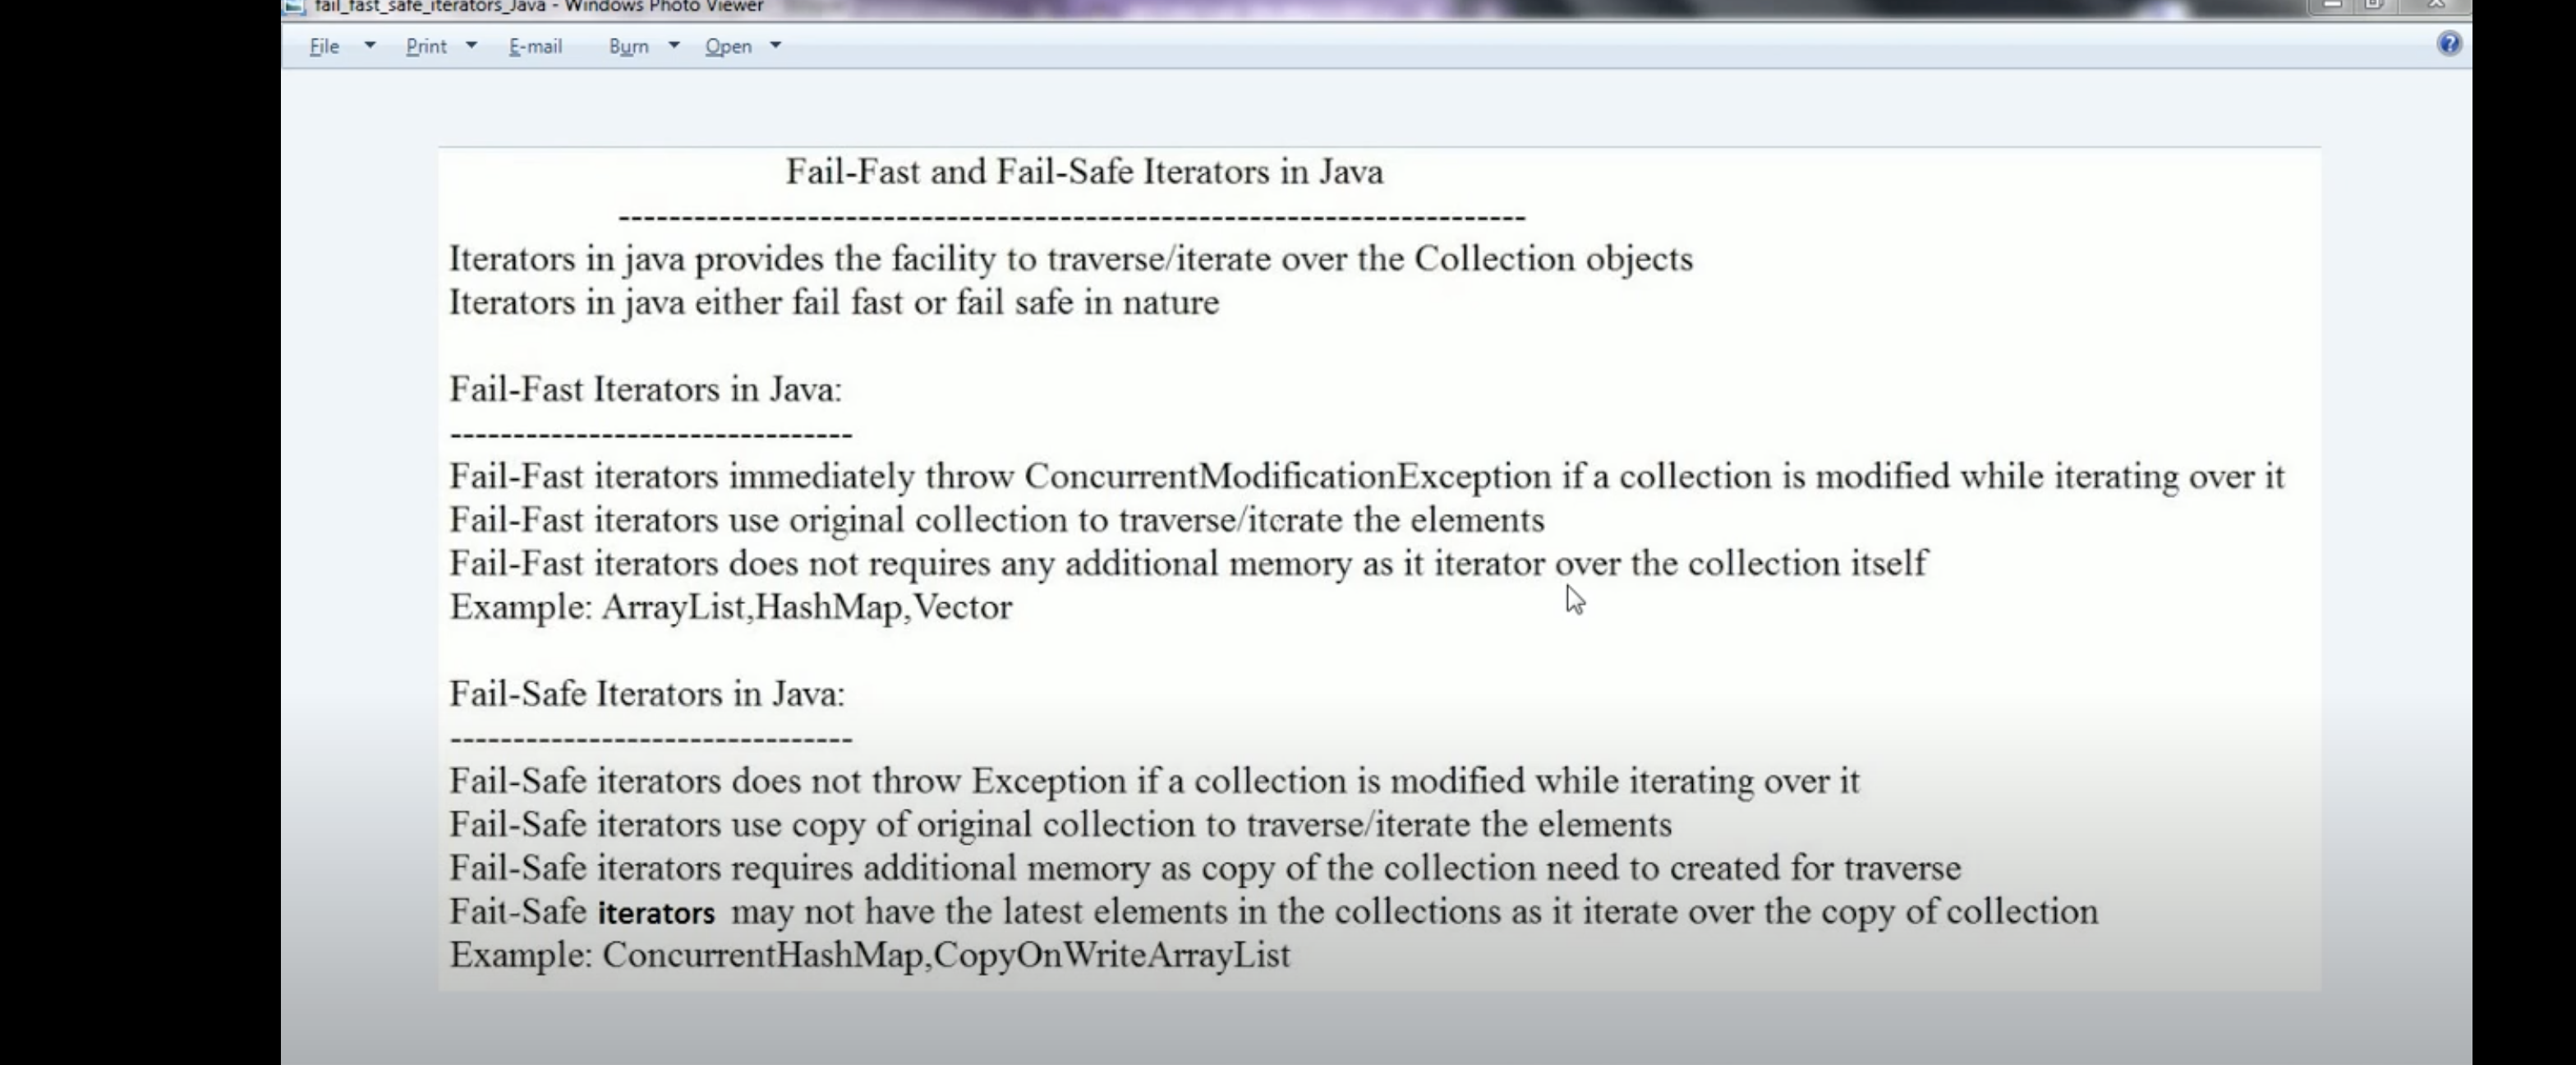 fail_fast_safe_iterators_Java - Windows Photo Viewer
File Print E-mail Burn Open
Fail-Fast and Fail-Safe Iterators in Java
------------------------------------------------------------------------
Iterators in java provides the facility to traverse/iterate over the Collection objects
Iterators in java either fail fast or fail safe in nature
Fail-Fast Iterators in Java:
--------------------------------
Fail-Fast iterators immediately throw ConcurrentModificationException if a collection is modified while iterating over it
Fail-Fast iterators use original collection to traverse/iterate the elements
Fail-Fast iterators does not requires any additional memory as it iterator over the collection itself
Example: ArrayList,HashMap,Vector
Fail-Safe Iterators in Java:
--------------------------------
Fail-Safe iterators does not throw Exception if a collection is modified while iterating over it
Fail-Safe iterators use copy of original collection to traverse/iterate the elements
Fail-Safe iterators requires additional memory as copy of the collection need to created for traverse
Fait-Safe iterators may not have the latest elements in the collections as it iterate over the copy of collection
Example: ConcurrentHashMap,CopyOnWriteArrayList